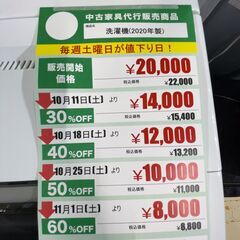 中古家具代行販売商品
商品名
洗濯機(2020年製)
毎週土曜日が値下り日!
販売開始価格 ¥20,000
税込価格 ¥22,000
10月11日(土)より ¥14,000
30%OFF 税込価格 ¥15,400
10月18日(土)より ¥12,000
40%OFF 税込価格 ¥13,200
10月25日(土)より ¥10,000
50%OFF 税込価格 ¥11,000
11月1日(土)より ¥8,000
60%OFF 税込価格 ¥8,800